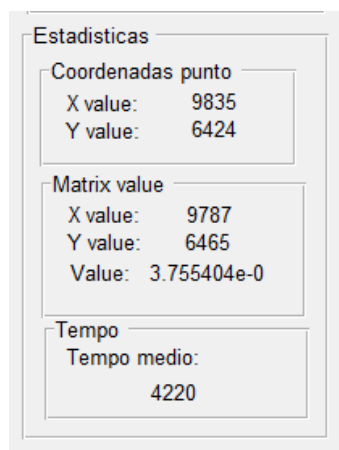 Estadisticas
Coordenadas punto
X value: 9835
Y value: 6424
Matrix value
X value: 9787
Y value: 6465
Value: 3.755404e-0
Tempo
Tempo medio:
4220